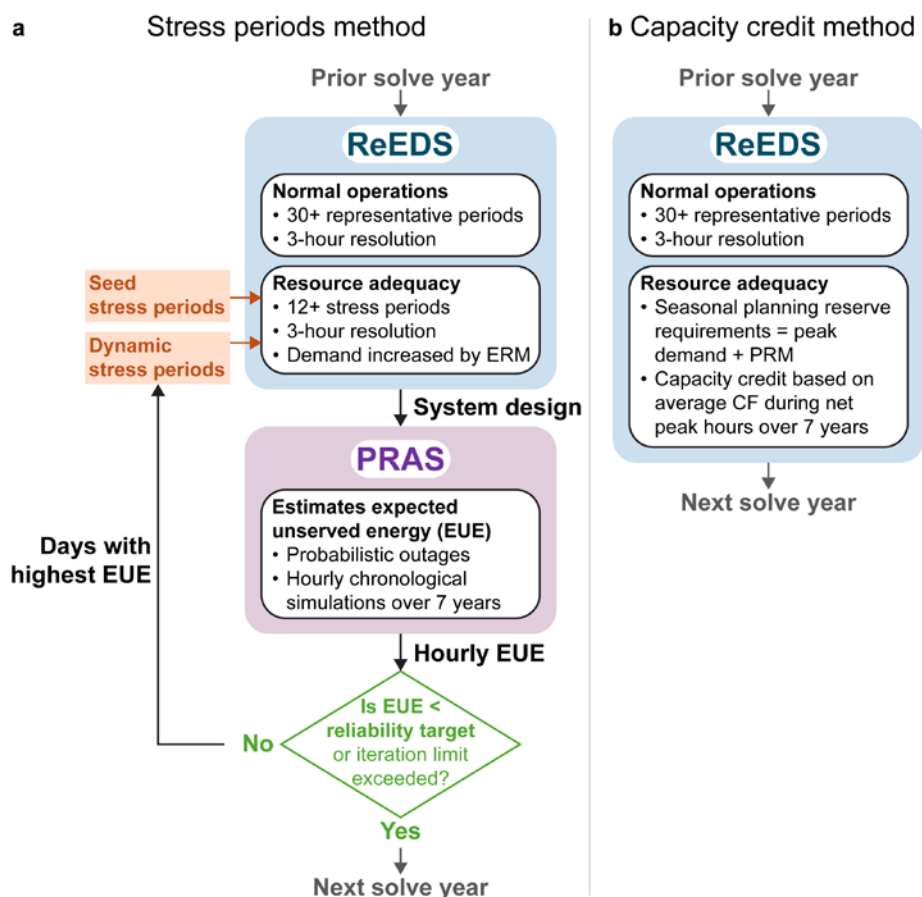 a Stress periods method
Prior solve year
ReEDS
Normal operations
• 30+ representative periods
• 3-hour resolution
Seed
stress periods
Dynamic
stress periods
Resource adequacy
• 12+ stress periods
• 3-hour resolution
• Demand increased by ERM
System design
PRAS
Estimates expected
unserved energy (EUE)
• Probabilistic outages
• Hourly chronological
simulations over 7 years
Days with
highest EUE
Hourly EUE
Is EUE <
reliability target
or iteration limit
exceeded?
No
Yes
Next solve year
b Capacity credit method
Prior solve year
ReEDS
Normal operations
• 30+ representative periods
• 3-hour resolution
Resource adequacy
• Seasonal planning reserve
requirements = peak
demand + PRM
• Capacity credit based on
average CF during net
peak hours over 7 years
Next solve year